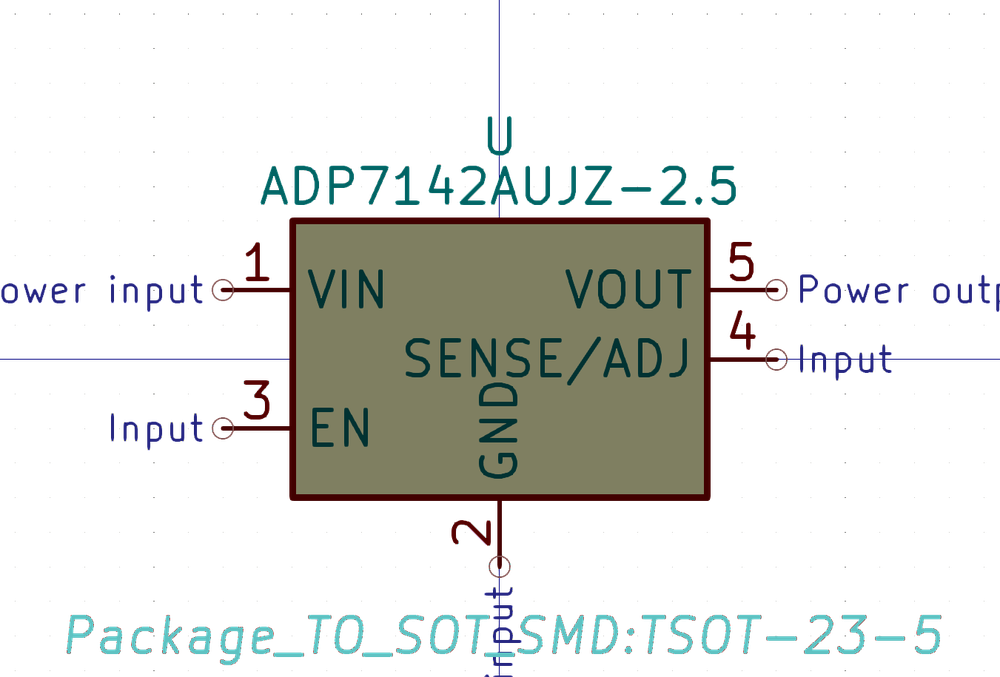 U
ADP7142AUJZ-2.5
1
5
ower input
VIN
VOUT
Power outp
4
SENSE/ADJ
Input
3
Input
EN
GND
2
input
Package_TO_SOT_SMD:TSOT-23-5